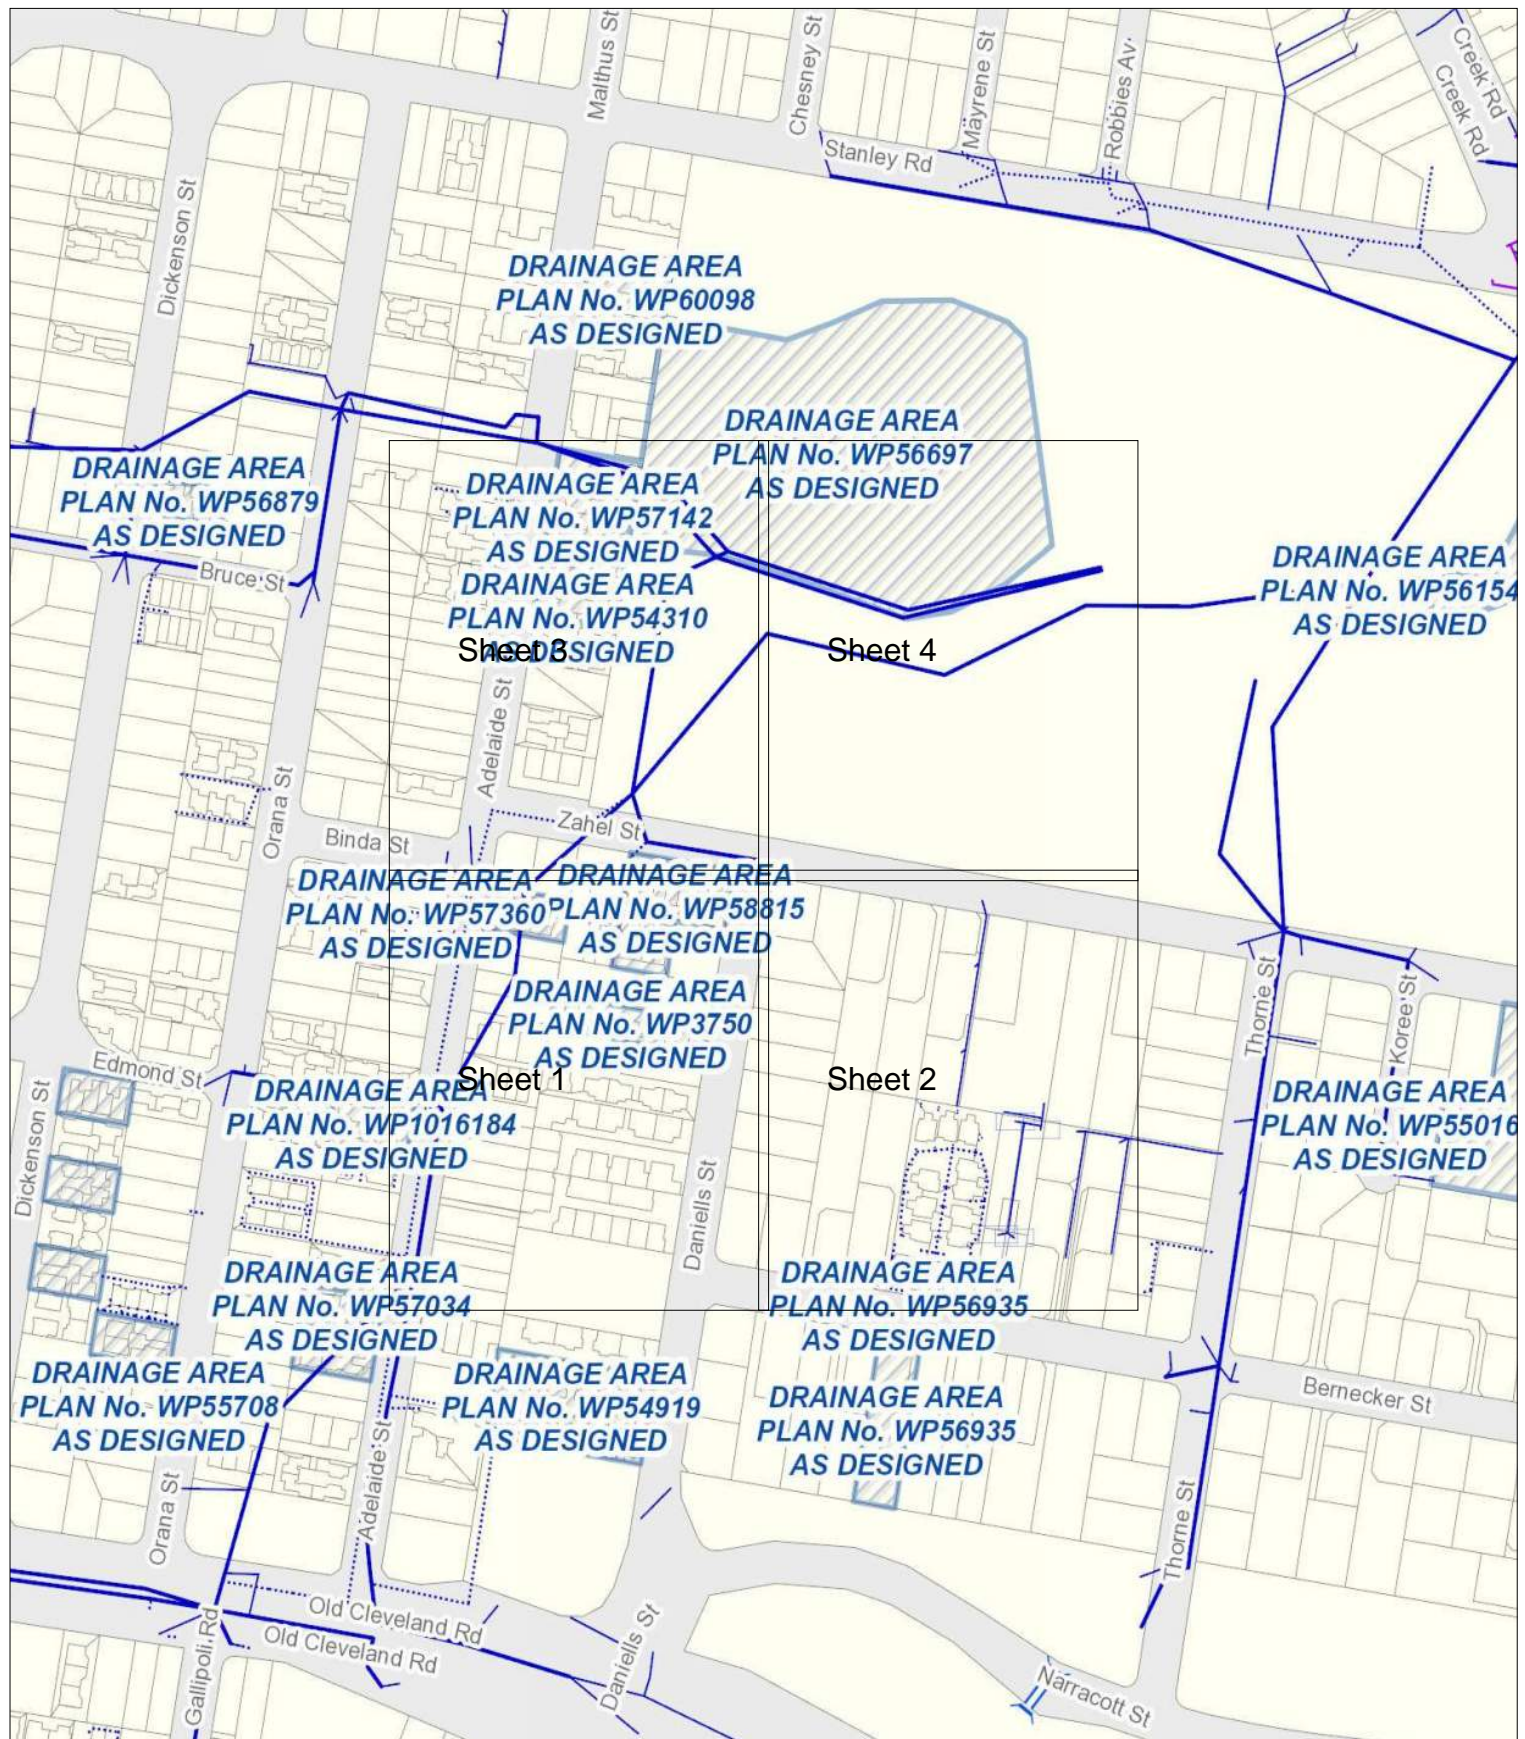 Malthus St
Chesney St
Mayrene St
Robbies Av
Creek Rd
Creek Rd
Stanley Rd
Dickenson St
DRAINAGE AREA
PLAN No. WP60098
AS DESIGNED
DRAINAGE AREA
PLAN No. WP56697
AS DESIGNED
DRAINAGE AREA
PLAN No. WP56879
AS DESIGNED
DRAINAGE AREA
PLAN No. WP57142
AS DESIGNED
DRAINAGE AREA
PLAN No. WP54310
AS DESIGNED
DRAINAGE AREA
PLAN No. WP56154
AS DESIGNED
Bruce St
Sheet 3
Sheet 4
Adelaide St
Orana St
Binda St
Zahel St
DRAINAGE AREA
PLAN No. WP57360
AS DESIGNED
DRAINAGE AREA
PLAN No. WP58815
AS DESIGNED
DRAINAGE AREA
PLAN No. WP3750
AS DESIGNED
Thorne St
Koree St
Edmond St
Dickenson St
Sheet 1
Sheet 2
DRAINAGE AREA
PLAN No. WP1016184
AS DESIGNED
DRAINAGE AREA
PLAN No. WP55016
AS DESIGNED
Daniells St
DRAINAGE AREA
PLAN No. WP57034
AS DESIGNED
DRAINAGE AREA
PLAN No. WP56935
AS DESIGNED
DRAINAGE AREA
PLAN No. WP55708
AS DESIGNED
DRAINAGE AREA
PLAN No. WP54919
AS DESIGNED
DRAINAGE AREA
PLAN No. WP56935
AS DESIGNED
Bernecker St
Orana St
Adelaide St
Thorne St
Old Cleveland Rd
Old Cleveland Rd
Gallipoli Rd
Daniells St
Narracott St